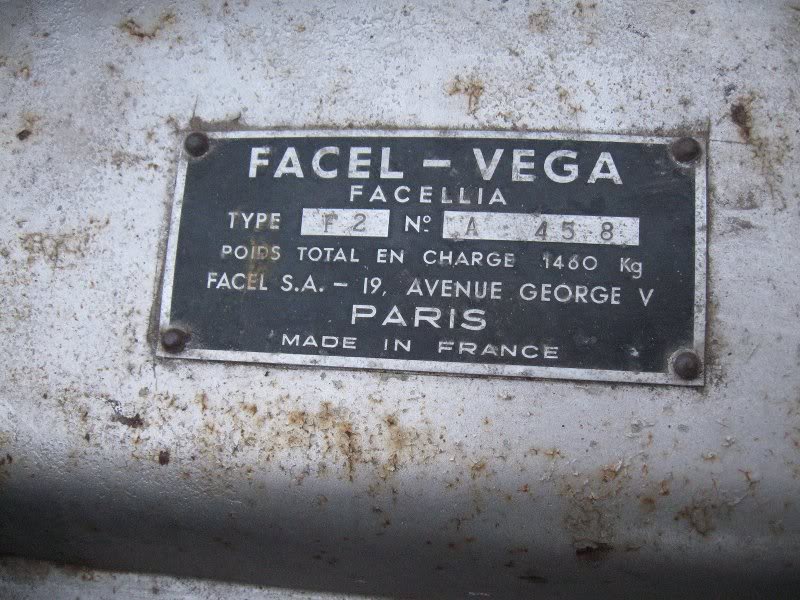 FACEL - VEGA
FACELLIA
TYPE F2 Nº A 458
POIDS TOTAL EN CHARGE 1460 Kg
FACEL S.A. - 19, AVENUE GEORGE V
PARIS
MADE IN FRANCE